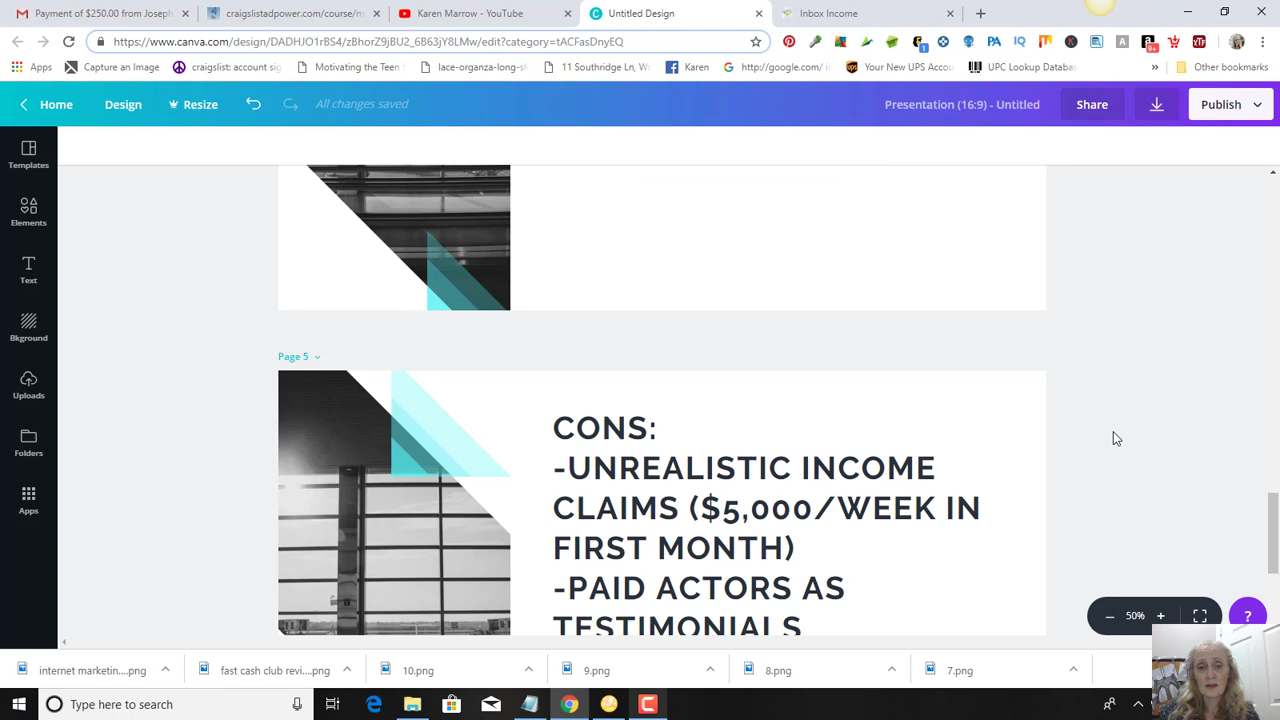 Payment of $250.00 from Joseph
craigslistadpower.com/course/m
Karen Marrow - YouTube
Untitled Design
Inbox Income
https://www.canva.com/design/DADHJO1rBS4/zBhorZ9jBU2_6B63jY8LMw/edit?category=tACFasDnyEQ
Apps
Capture an Image
craigslist: account sig
Motivating the Teen
lace-organza-long-sl
11 Southridge Ln, W
Karen
http://google.com/
Your New UPS Accou
UPC Lookup Databas
Other bookmarks
Home
Design
Resize
All changes saved
Presentation (16:9) - Untitled
Share
Publish
Templates
Elements
Text
Bkground
Uploads
Folders
Apps
Page 5
CONS:
-UNREALISTIC INCOME
CLAIMS ($5,000/WEEK IN
FIRST MONTH)
-PAID ACTORS AS
TESTIMONIALS
50%
?
internet marketin....png
fast cash club revi....png
10.png
9.png
8.png
7.png
Type here to search